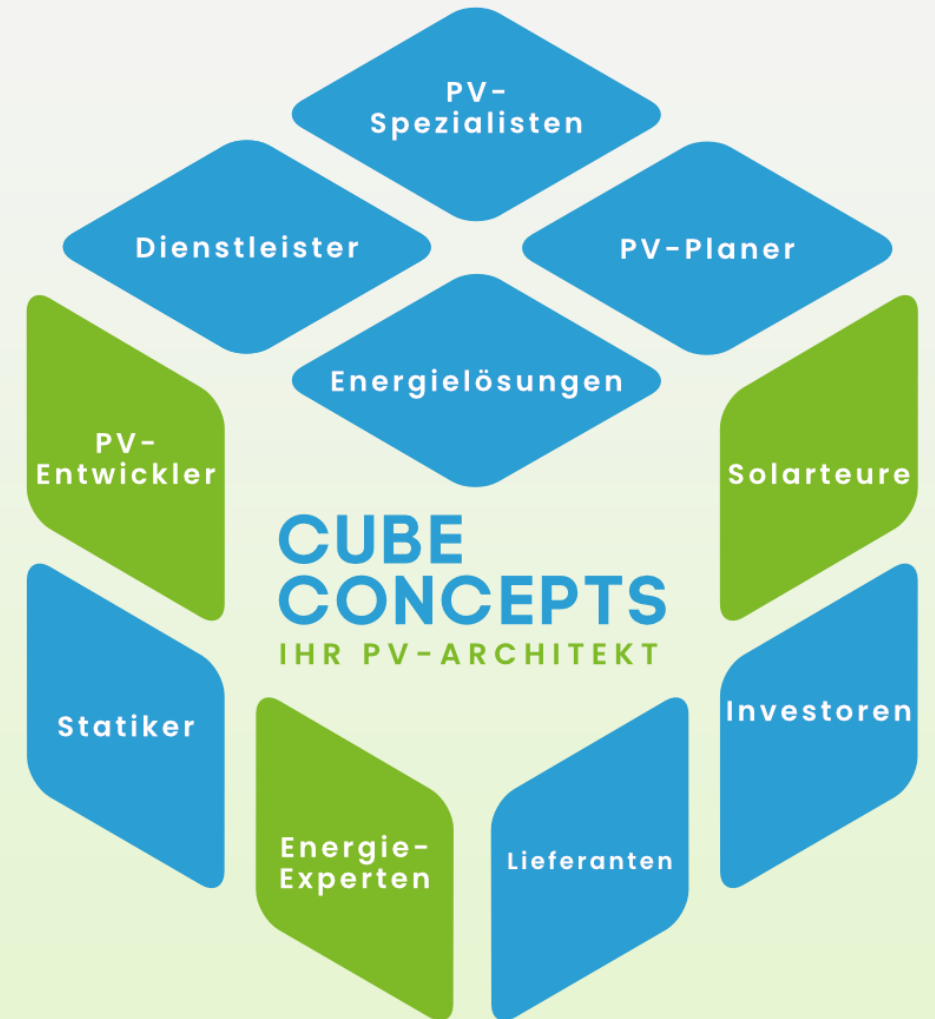 PV-
Spezialisten
Dienstleister
PV-Planer
Energielösungen
PV-
Entwickler
Solarteure
CUBE
CONCEPTS
IHR PV-ARCHITEKT
Statiker
Investoren
Energie-
Experten
Lieferanten